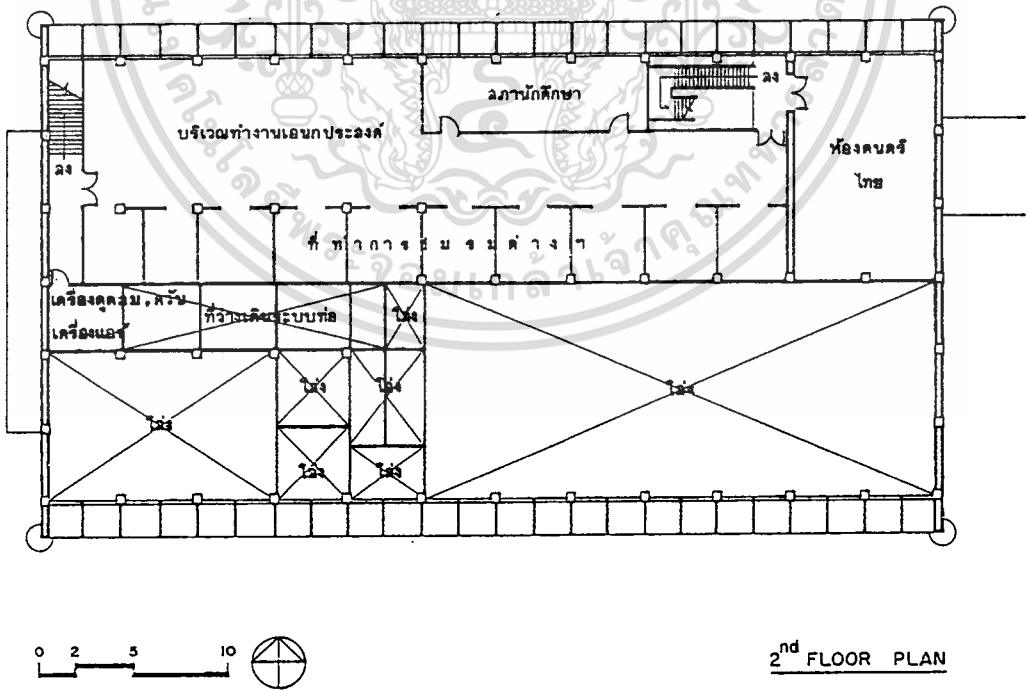 ลง
สภานักศึกษา
บริเวณทำงานเอนกประสงค์
ห้องดนตรี
ไทย
ลง
ที่ทำการชมรมต่างๆ
เครื่องดูดลม,ควัน
เครื่องแอร์
ที่วางเดินระบบท่อ
โล่ง
โล่ง
โล่ง
โล่ง
โล่ง
โล่ง
โล่ง
0 2 5 10
2nd FLOOR PLAN